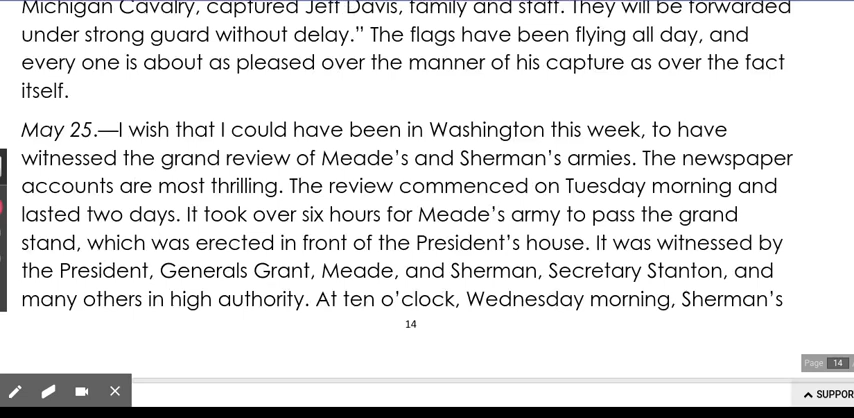 Michigan Cavalry, captured Jeff Davis, family and staff. They will be forwarded
under strong guard without delay.” The flags have been flying all day, and
every one is about as pleased over the manner of his capture as over the fact
itself.
May 25.—I wish that I could have been in Washington this week, to have
witnessed the grand review of Meade’s and Sherman’s armies. The newspaper
accounts are most thrilling. The review commenced on Tuesday morning and
lasted two days. It took over six hours for Meade’s army to pass the grand
stand, which was erected in front of the President’s house. It was witnessed by
the President, Generals Grant, Meade, and Sherman, Secretary Stanton, and
many others in high authority. At ten o’clock, Wednesday morning, Sherman’s
14
Page 14
SUPPOR